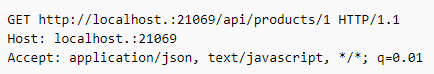 GET http://localhost.:21069/api/products/1 HTTP/1.1
Host: localhost.:21069
Accept: application/json, text/javascript, */*; q=0.01